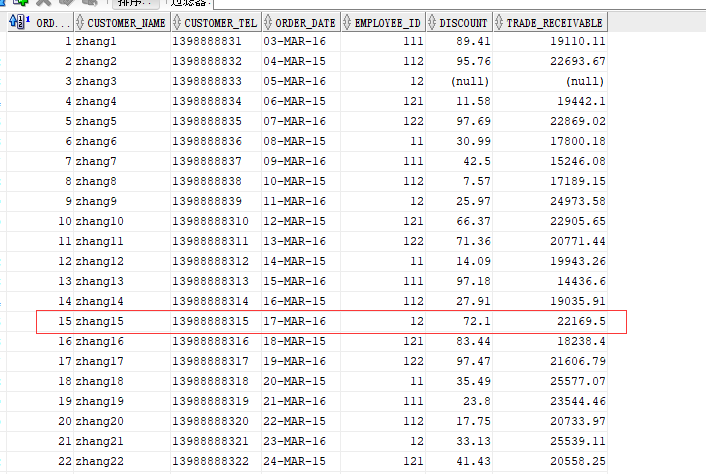 排序.. 过滤器:
ORD... CUSTOMER_NAME CUSTOMER_TEL ORDER_DATE EMPLOYEE_ID DISCOUNT TRADE_RECEIVABLE
1 zhang1 1398888831 03-MAR-16 111 89.41 19110.11
2 zhang2 1398888832 04-MAR-15 112 95.76 22693.67
3 zhang3 1398888833 05-MAR-16 12 (null) (null)
4 zhang4 1398888834 06-MAR-15 121 11.58 19442.1
5 zhang5 1398888835 07-MAR-16 122 97.69 22869.02
6 zhang6 1398888836 08-MAR-15 11 30.99 17800.18
7 zhang7 1398888837 09-MAR-16 111 42.5 15246.08
8 zhang8 1398888838 10-MAR-15 112 7.57 17189.15
9 zhang9 1398888839 11-MAR-16 12 25.97 24973.58
10 zhang10 13988888310 12-MAR-15 121 66.37 22905.65
11 zhang11 13988888311 13-MAR-16 122 71.36 20771.44
12 zhang12 13988888312 14-MAR-15 11 14.09 19943.26
13 zhang13 13988888313 15-MAR-16 111 97.18 14436.6
14 zhang14 13988888314 16-MAR-15 112 27.91 19035.91
15 zhang15 13988888315 17-MAR-16 12 72.1 22169.5
16 zhang16 13988888316 18-MAR-15 121 83.44 18238.4
17 zhang17 13988888317 19-MAR-16 122 97.47 21606.79
18 zhang18 13988888318 20-MAR-15 11 35.49 25577.07
19 zhang19 13988888319 21-MAR-16 111 23.8 23544.46
20 zhang20 13988888320 22-MAR-15 112 17.75 20733.97
21 zhang21 13988888321 23-MAR-16 12 33.13 25539.11
22 zhang22 13988888322 24-MAR-15 121 41.43 20558.25